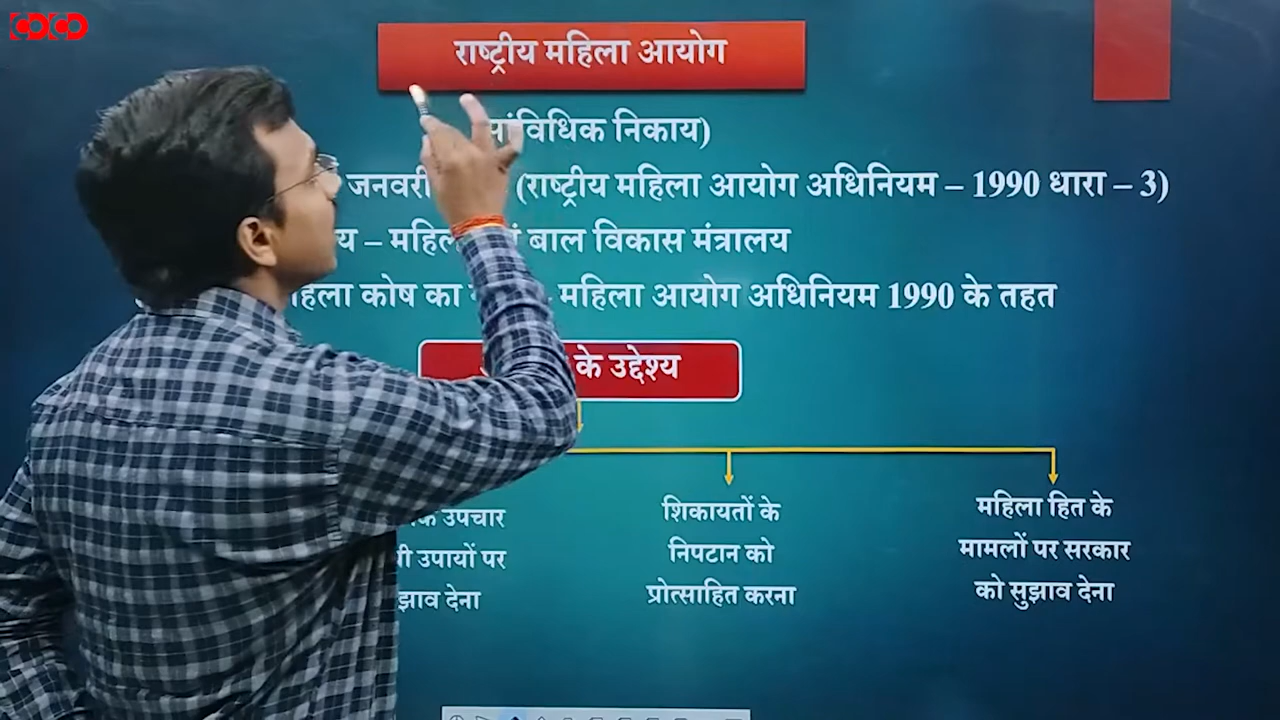 COCO
राष्ट्रीय महिला आयोग
निकाय)
जनवरी (राष्ट्रीय महिला आयोग अधिनियम – 1990 धारा – 3)
– बाल विकास मंत्रालय
कोष का महिला आयोग अधिनियम 1990 के तहत
के उद्देश्य
उपचार
उपायों पर
देना
शिकायतों के
निपटान को
प्रोत्साहित करना
महिला हित के
मामलों पर सरकार
को सुझाव देना